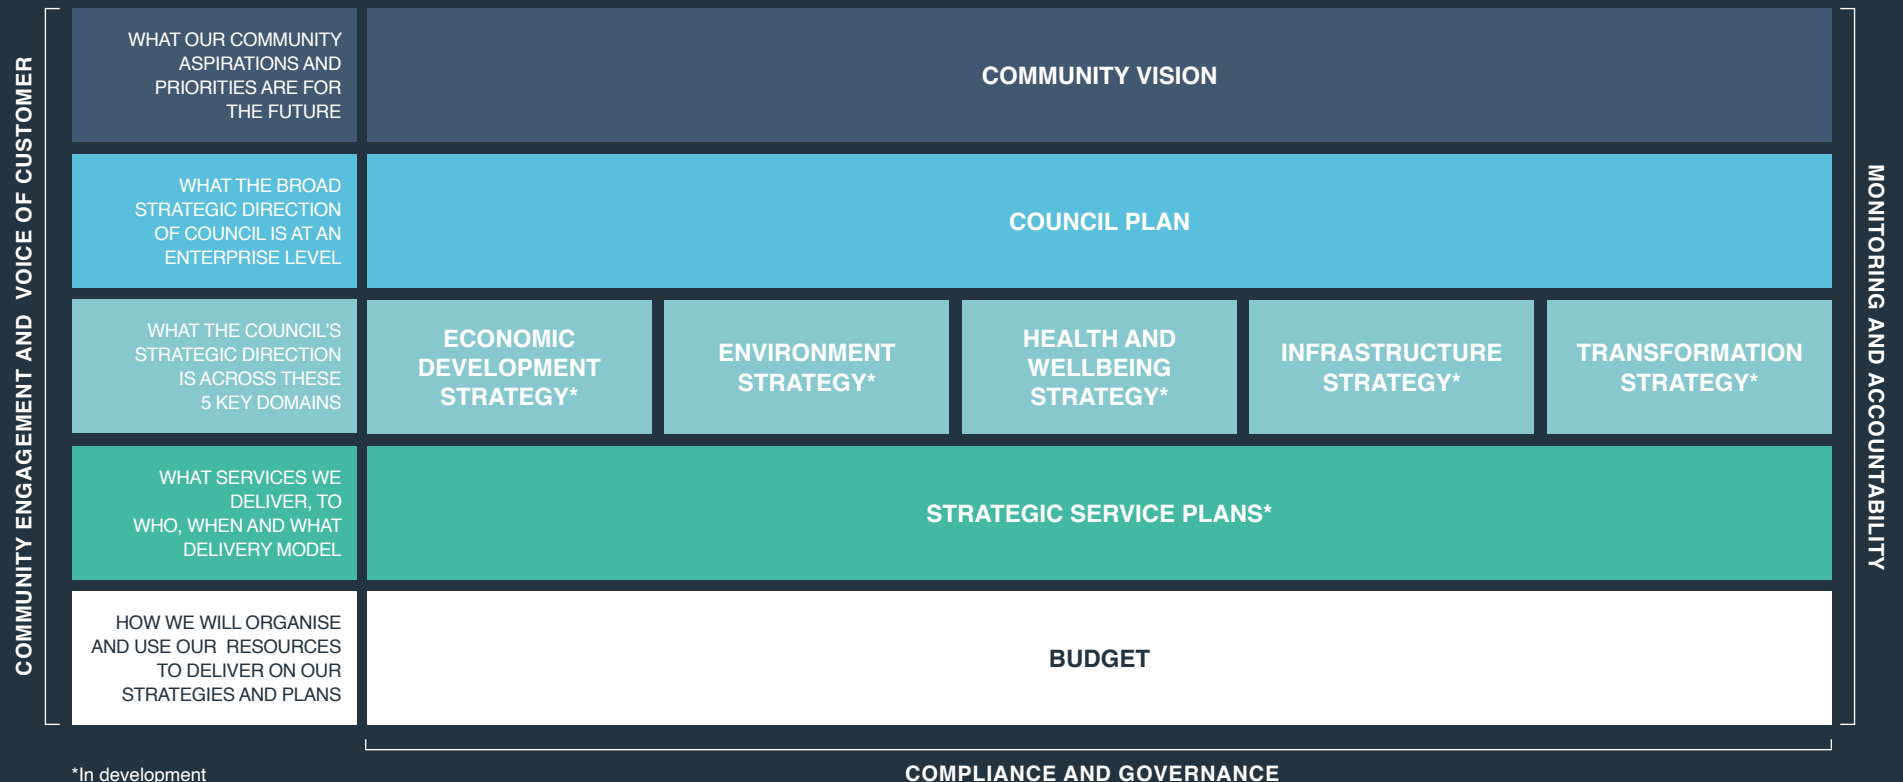 COMMUNITY ENGAGEMENT AND VOICE OF CUSTOMER
WHAT OUR COMMUNITY
ASPIRATIONS AND
PRIORITIES ARE FOR
THE FUTURE
COMMUNITY VISION
WHAT THE BROAD
STRATEGIC DIRECTION
OF COUNCIL IS AT AN
ENTERPRISE LEVEL
COUNCIL PLAN
WHAT THE COUNCIL'S
STRATEGIC DIRECTION
IS ACROSS THESE
5 KEY DOMAINS
ECONOMIC
DEVELOPMENT
STRATEGY*
ENVIRONMENT
STRATEGY*
HEALTH AND
WELLBEING
STRATEGY*
INFRASTRUCTURE
STRATEGY*
TRANSFORMATION
STRATEGY*
WHAT SERVICES WE
DELIVER, TO
WHO, WHEN AND WHAT
DELIVERY MODEL
STRATEGIC SERVICE PLANS*
HOW WE WILL ORGANISE
AND USE OUR RESOURCES
TO DELIVER ON OUR
STRATEGIES AND PLANS
BUDGET
MONITORING AND ACCOUNTABILITY
*In development
COMPLIANCE AND GOVERNANCE